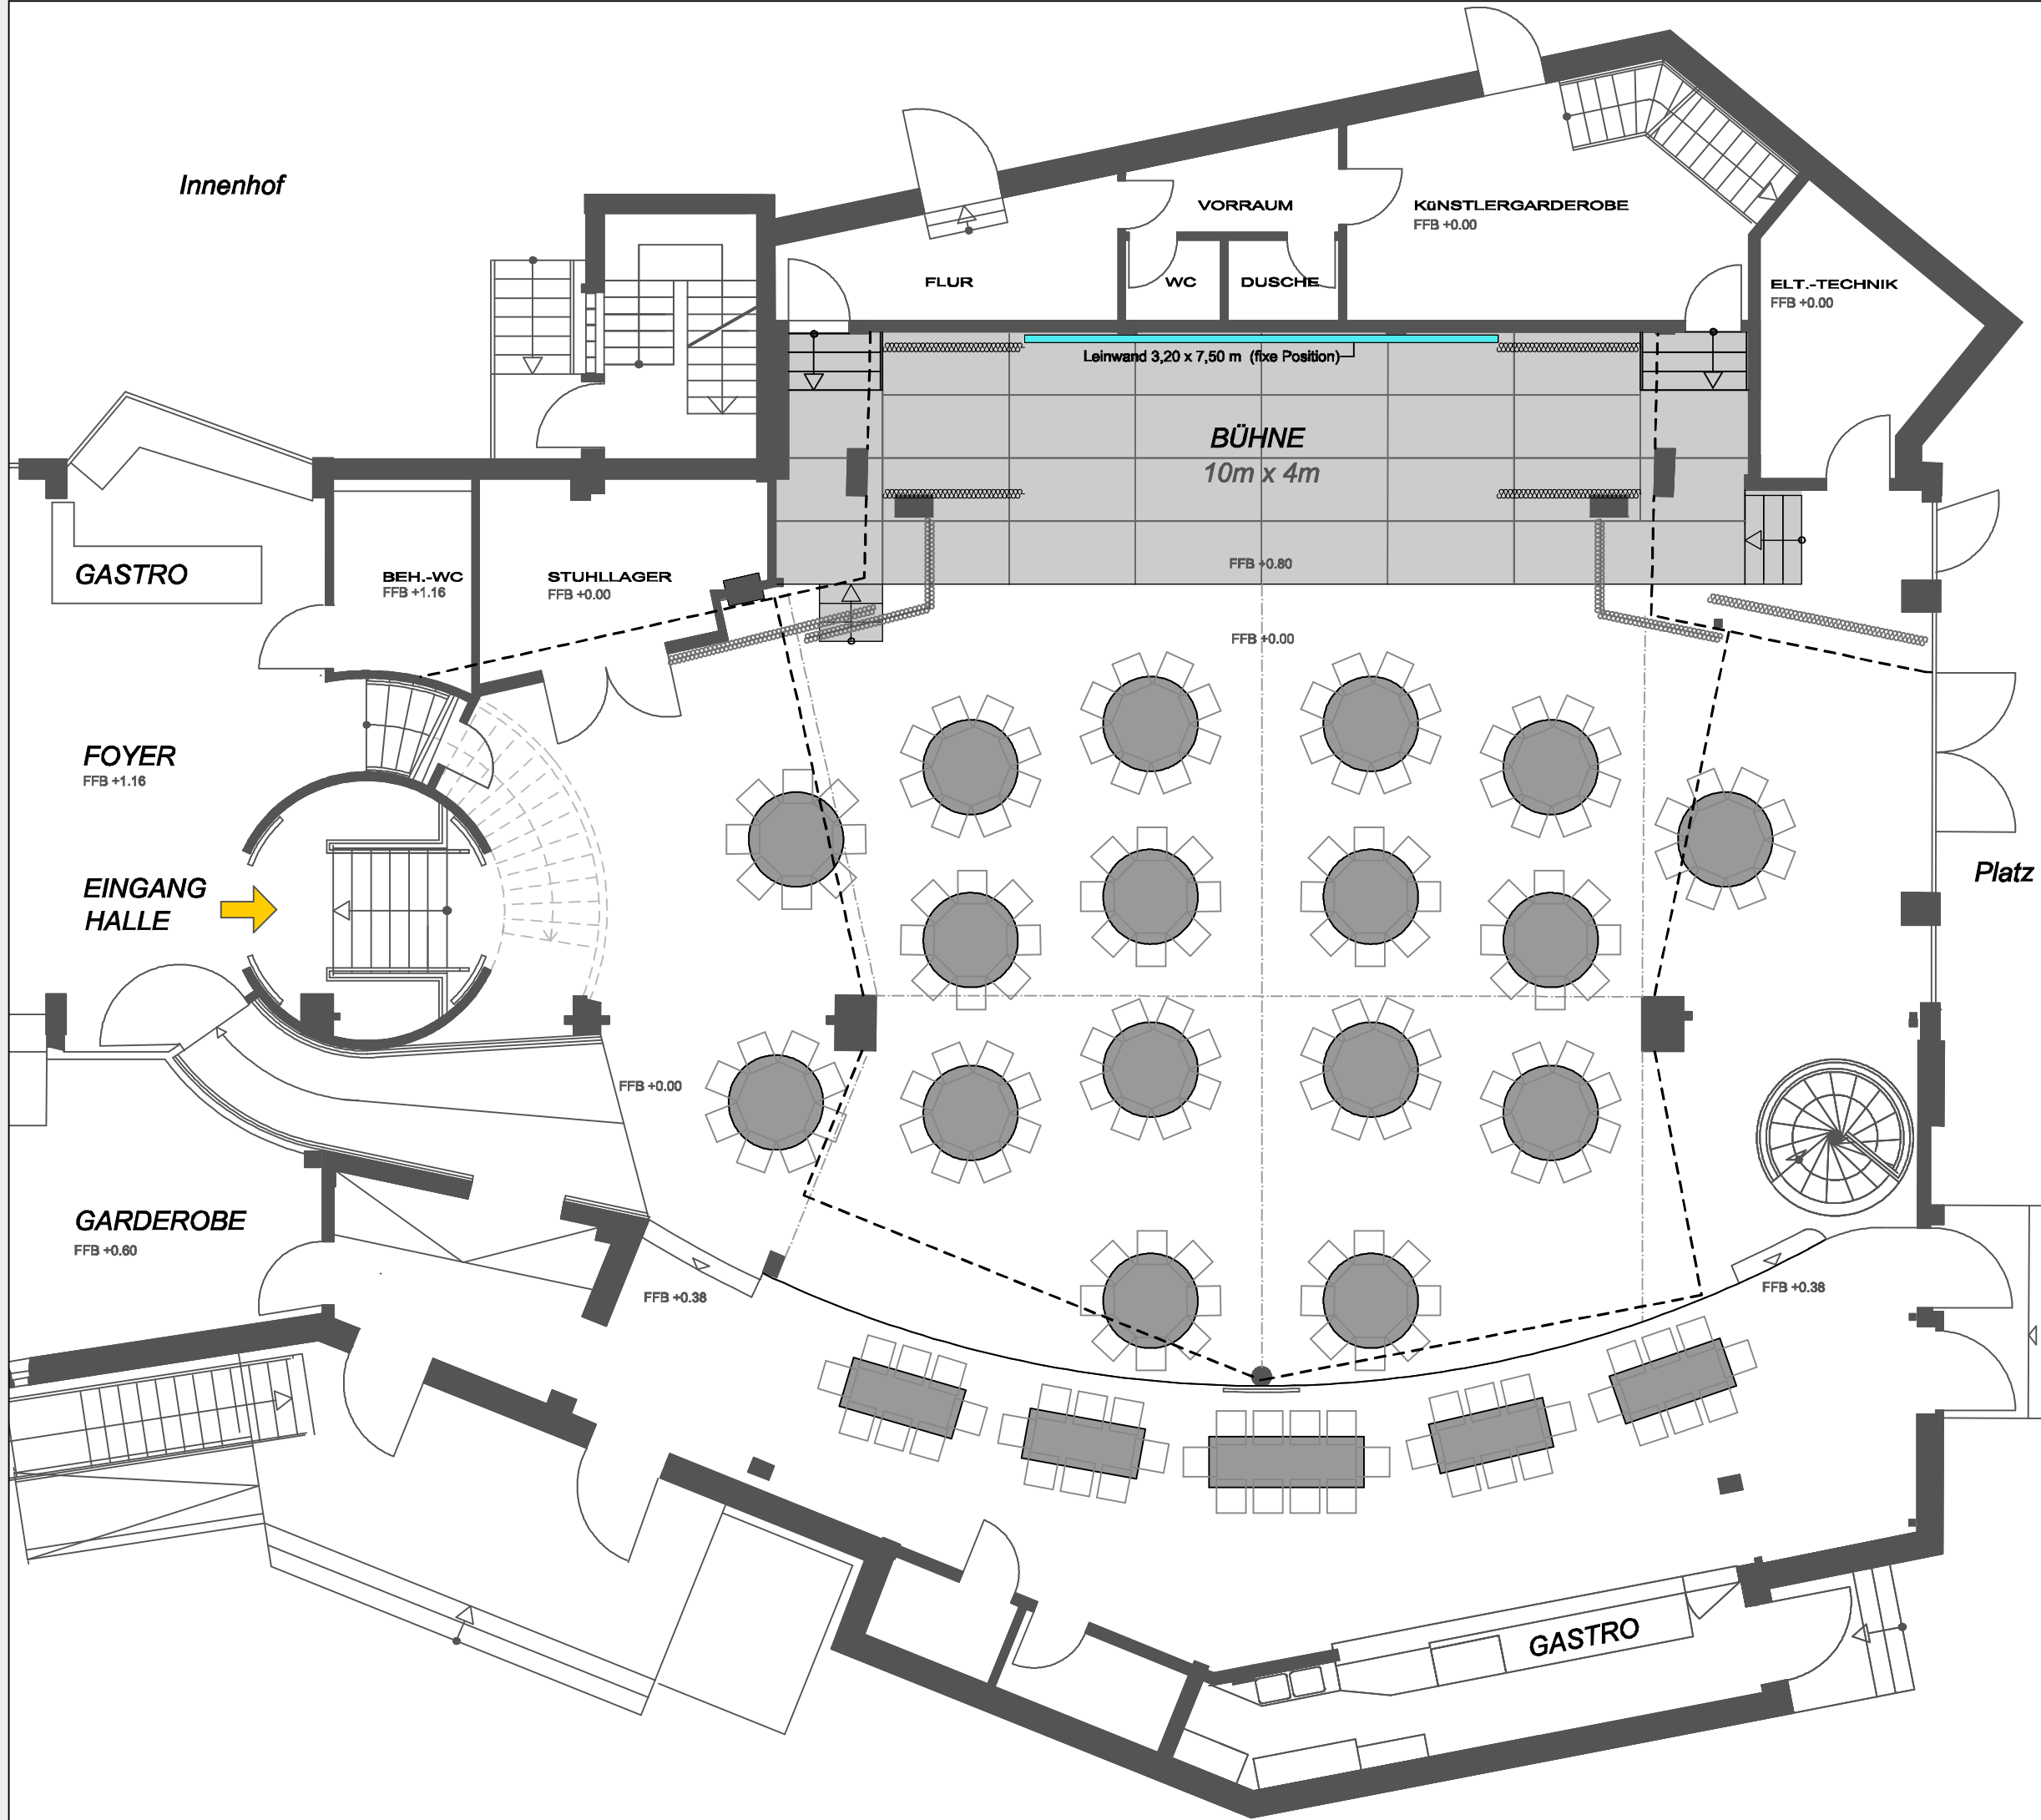 Innenhof
VORRAUM
KüNSTLERGARDEROBE
FFB +0.00
FLUR
WC
DUSCHE
ELT.-TECHNIK
FFB +0.00
Leinwand 3,20 x 7,50 m (fixe Position)
BÜHNE
10m x 4m
GASTRO
BEH.-WC
FFB +1.16
STUHLLAGER
FFB +0.00
FFB +0.80
FFB +0.00
FOYER
FFB +1.16
EINGANG
HALLE
Platz
FFB +0.00
GARDEROBE
FFB +0.60
FFB +0.38
FFB +0.38
GASTRO